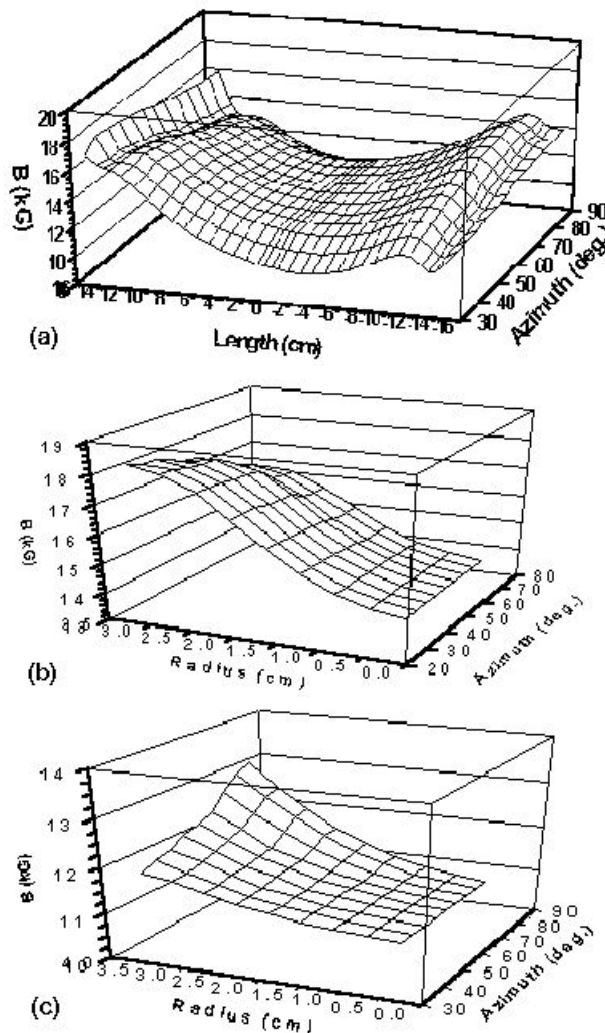 20
18
16
14
12
10
B (kG)
14 12 10 8 6 4 2 0 -2 -4 -6 -8 -10 -12 -14 -16
Length (cm)
30 40 50 60 70 80 90
Azimuth (deg.)
(a)
19
18
17
16
15
14
B (kG)
3.0 2.5 2.0 1.5 1.0 0.5 0.0
Radius (cm)
20 30 40 50 60 70 80
Azimuth (deg.)
(b)
14
13
12
11
B (kG)
3.5 3.0 2.5 2.0 1.5 1.0 0.5 0.0
Radius (cm)
30 40 50 60 70 80 90
Azimuth (deg.)
(c)